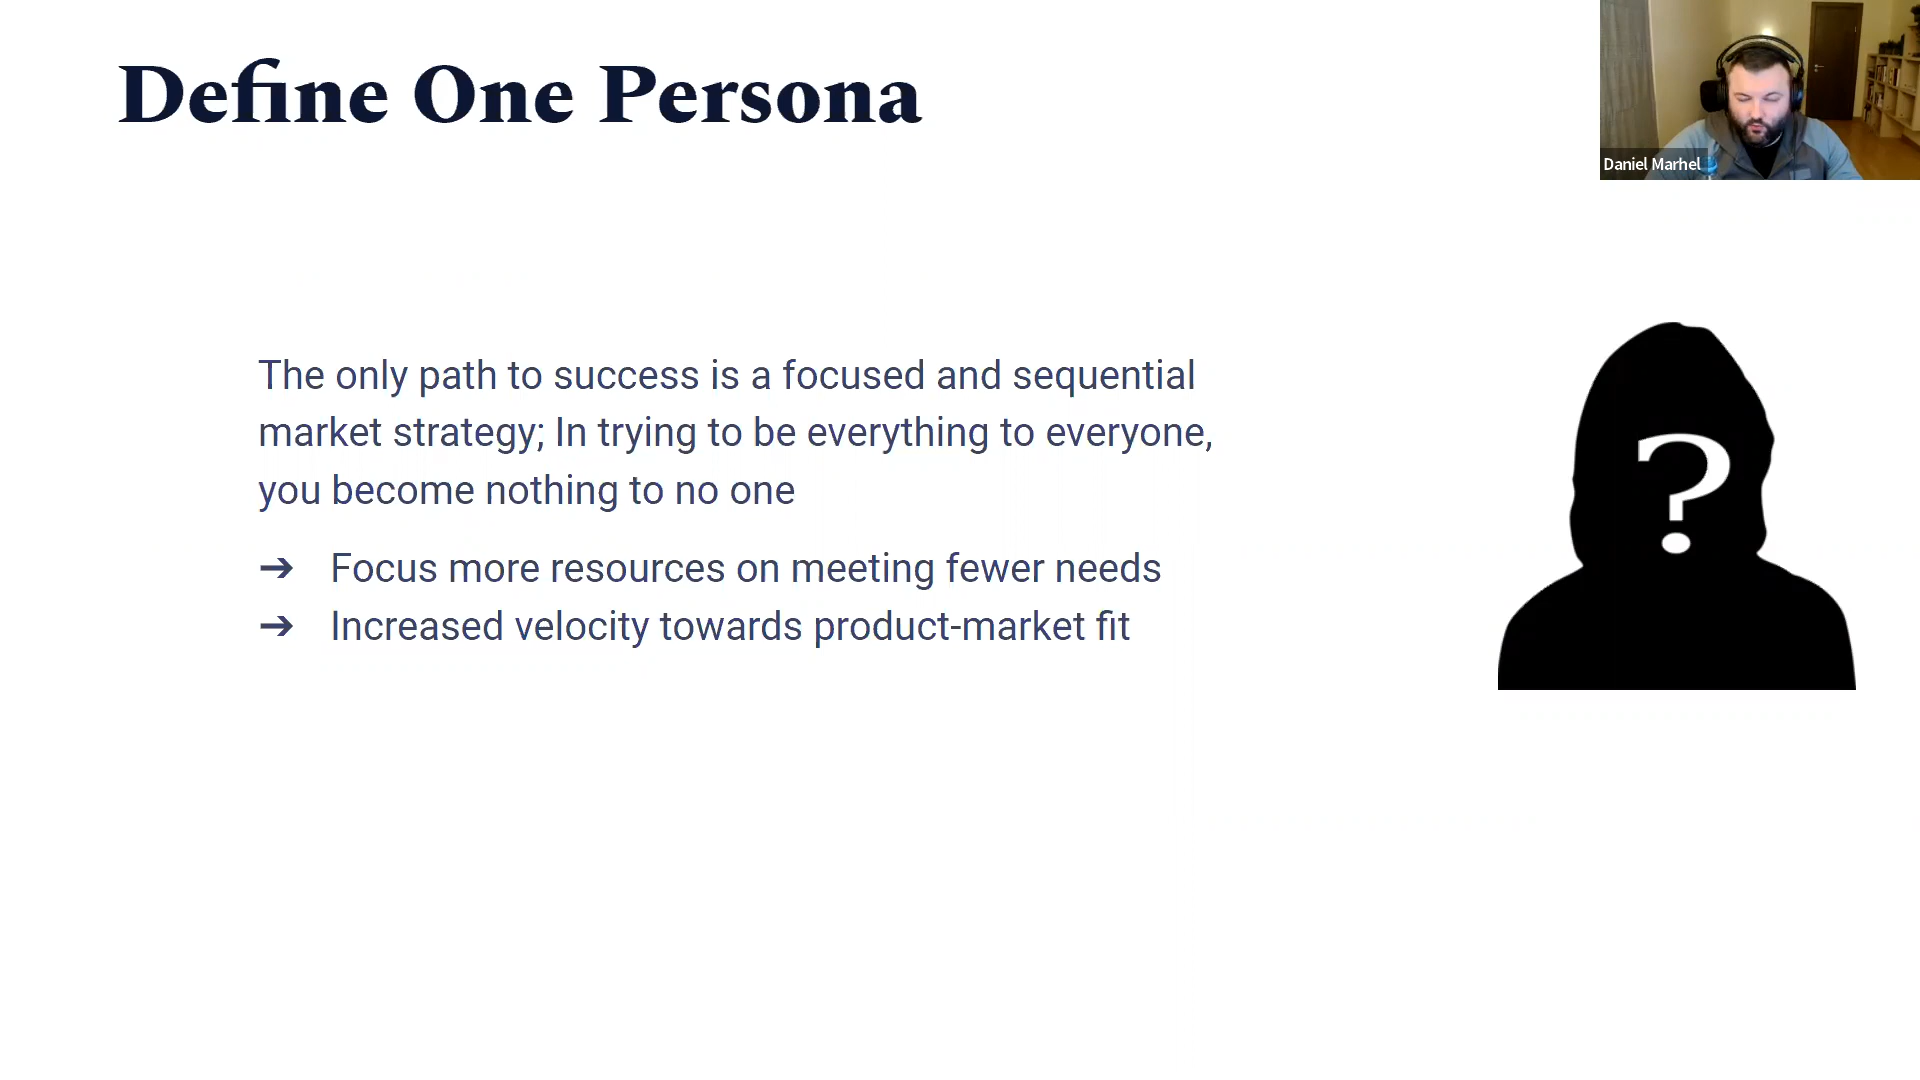 Define One Persona
Daniel Marhel
The only path to success is a focused and sequential
market strategy; In trying to be everything to everyone,
you become nothing to no one
➔ Focus more resources on meeting fewer needs
➔ Increased velocity towards product-market fit
?